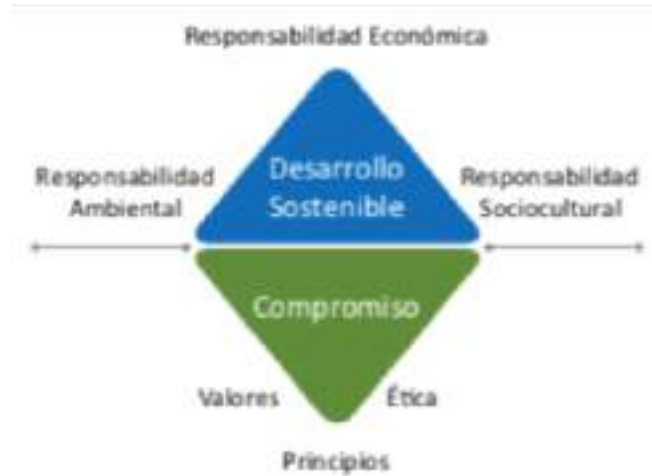 Responsabilidad Económica
Responsabilidad
Ambiental
Desarrollo
Sostenible
Responsabilidad
Sociocultural
Compromiso
Valores
Ética
Principios